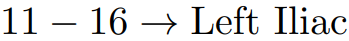 11 − 16 → Left Iliac